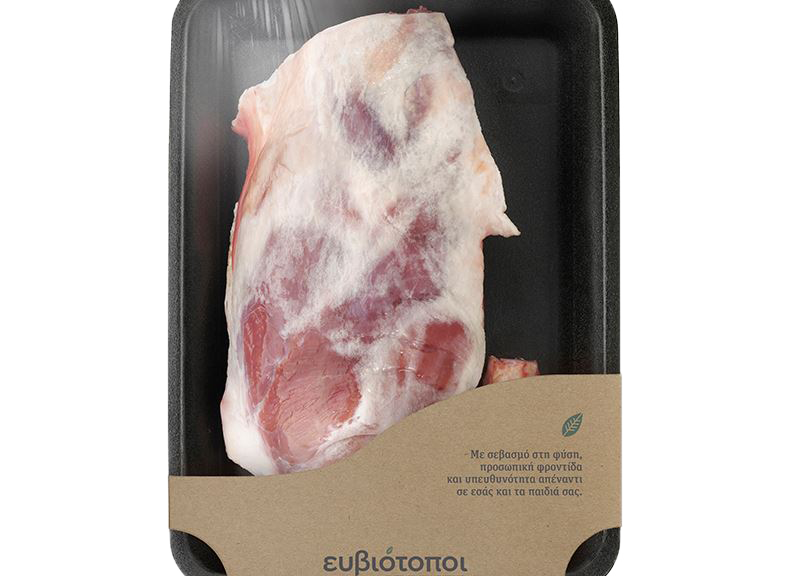 Με σεβασμό στη φύση,
προσωπική φροντίδα
και υπευθυνότητα απέναντι
σε εσάς και τα παιδιά σας.
ευβιότοποι